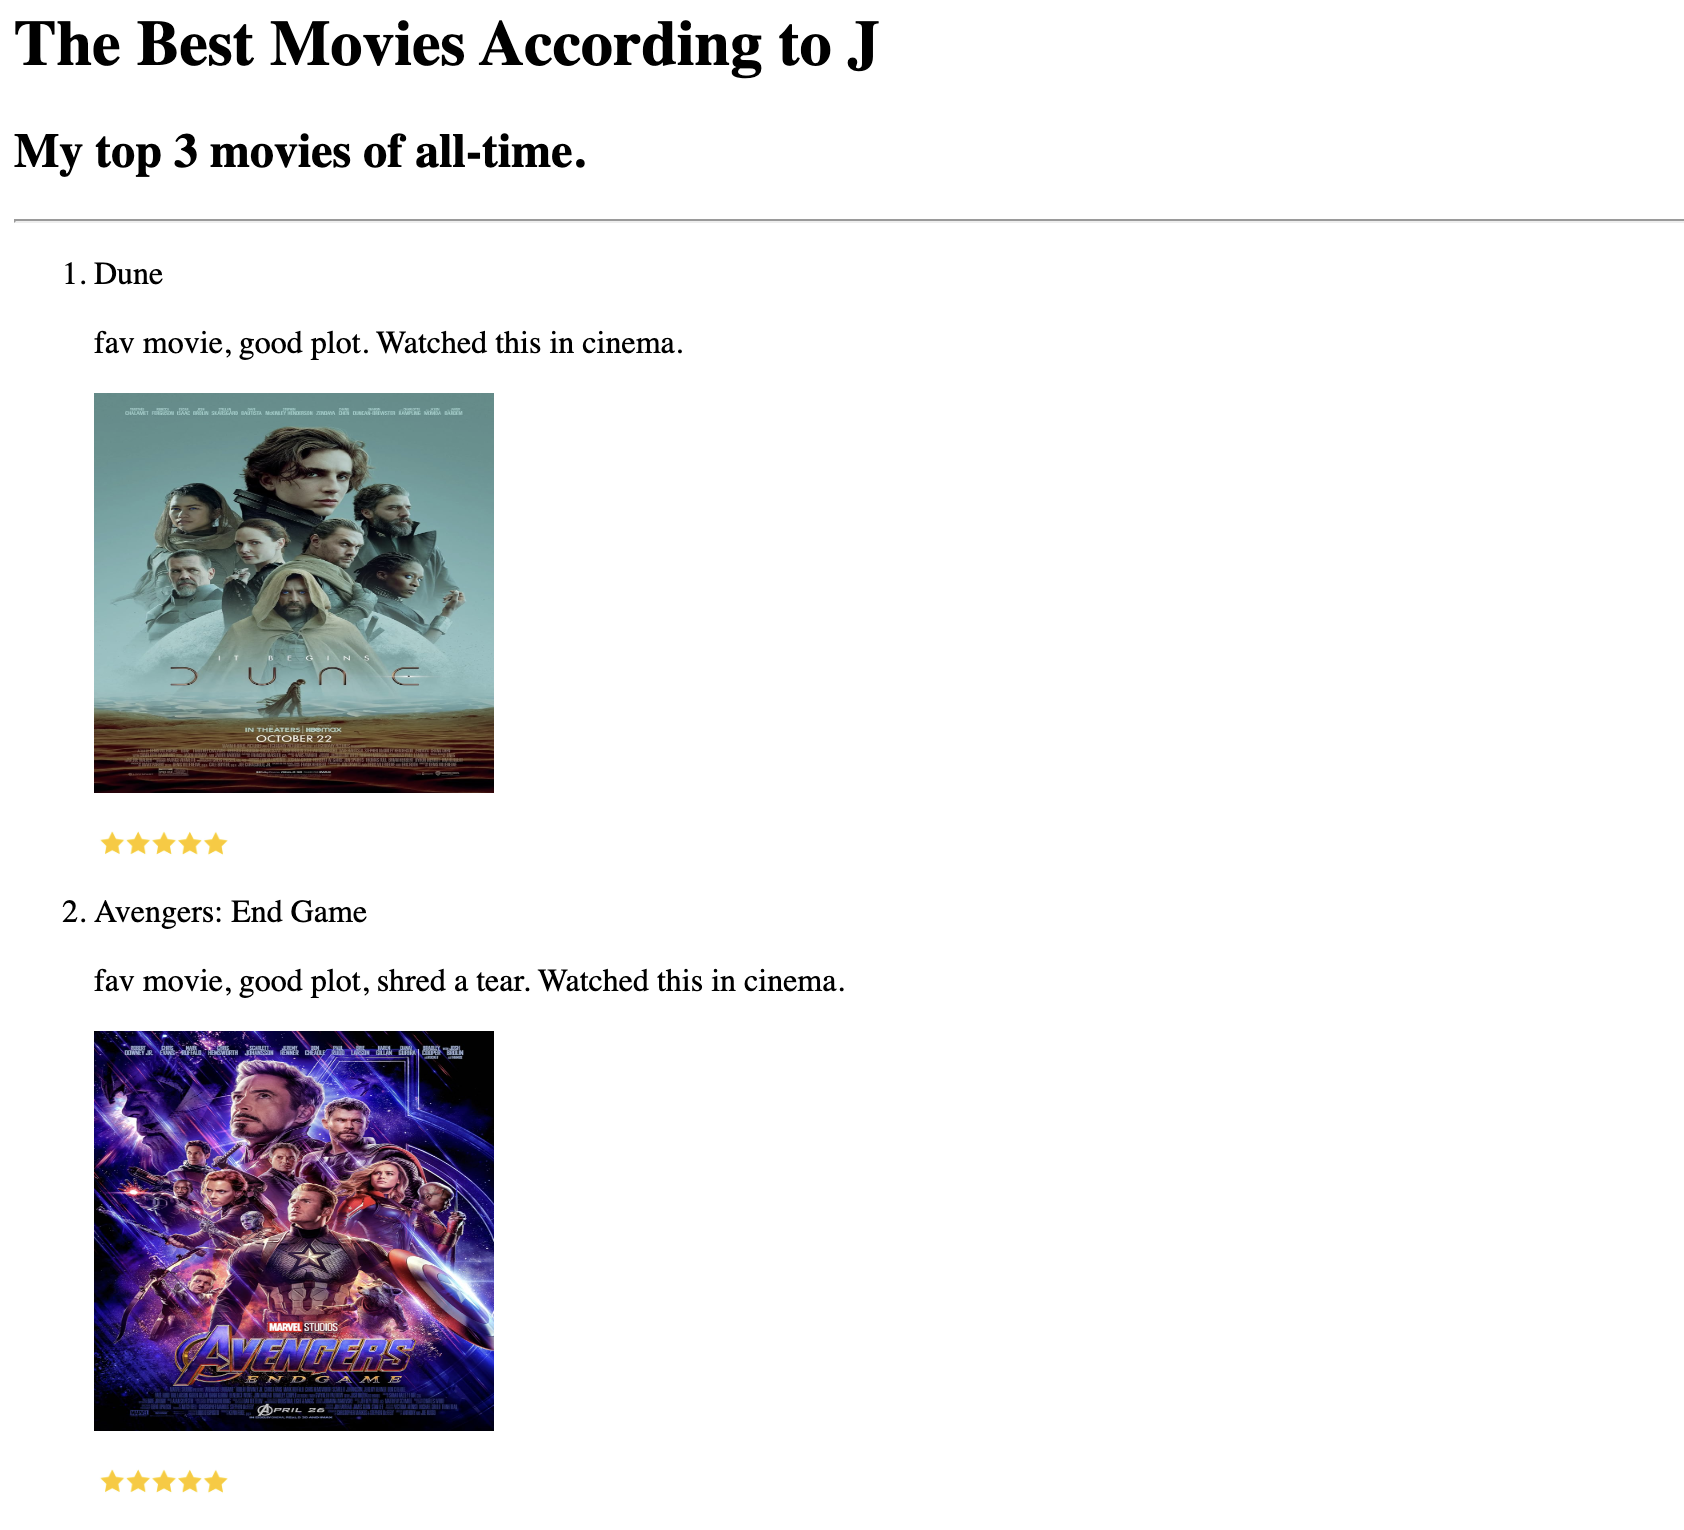 The Best Movies According to J
My top 3 movies of all-time.
1. Dune
fav movie, good plot. Watched this in cinema.
IT BEGINS
DUNE
IN THEATERS | HBOmax
OCTOBER 22
2. Avengers: End Game
fav movie, good plot, shred a tear. Watched this in cinema.
MARVEL STUDIOS
AVENGERS
ENDGAME
APRIL 26